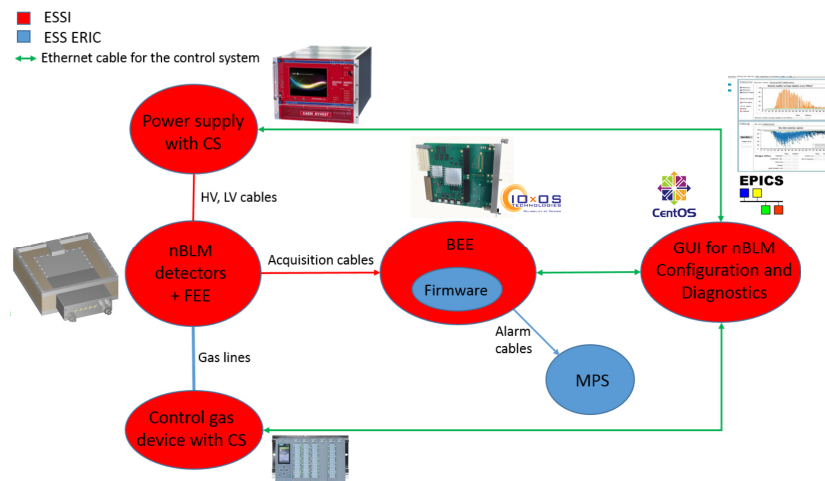 ESSI
ESS ERIC
Ethernet cable for the control system
Power supply
with CS
HV, LV cables
IOxOS
TECHNOLOGIES
CentOS
EPICS
nBLM
detectors
+ FEE
Acquisition cables
BEE
Firmware
GUI for nBLM
Configuration and
Diagnostics
Alarm
cables
Gas lines
MPS
Control gas
device with CS